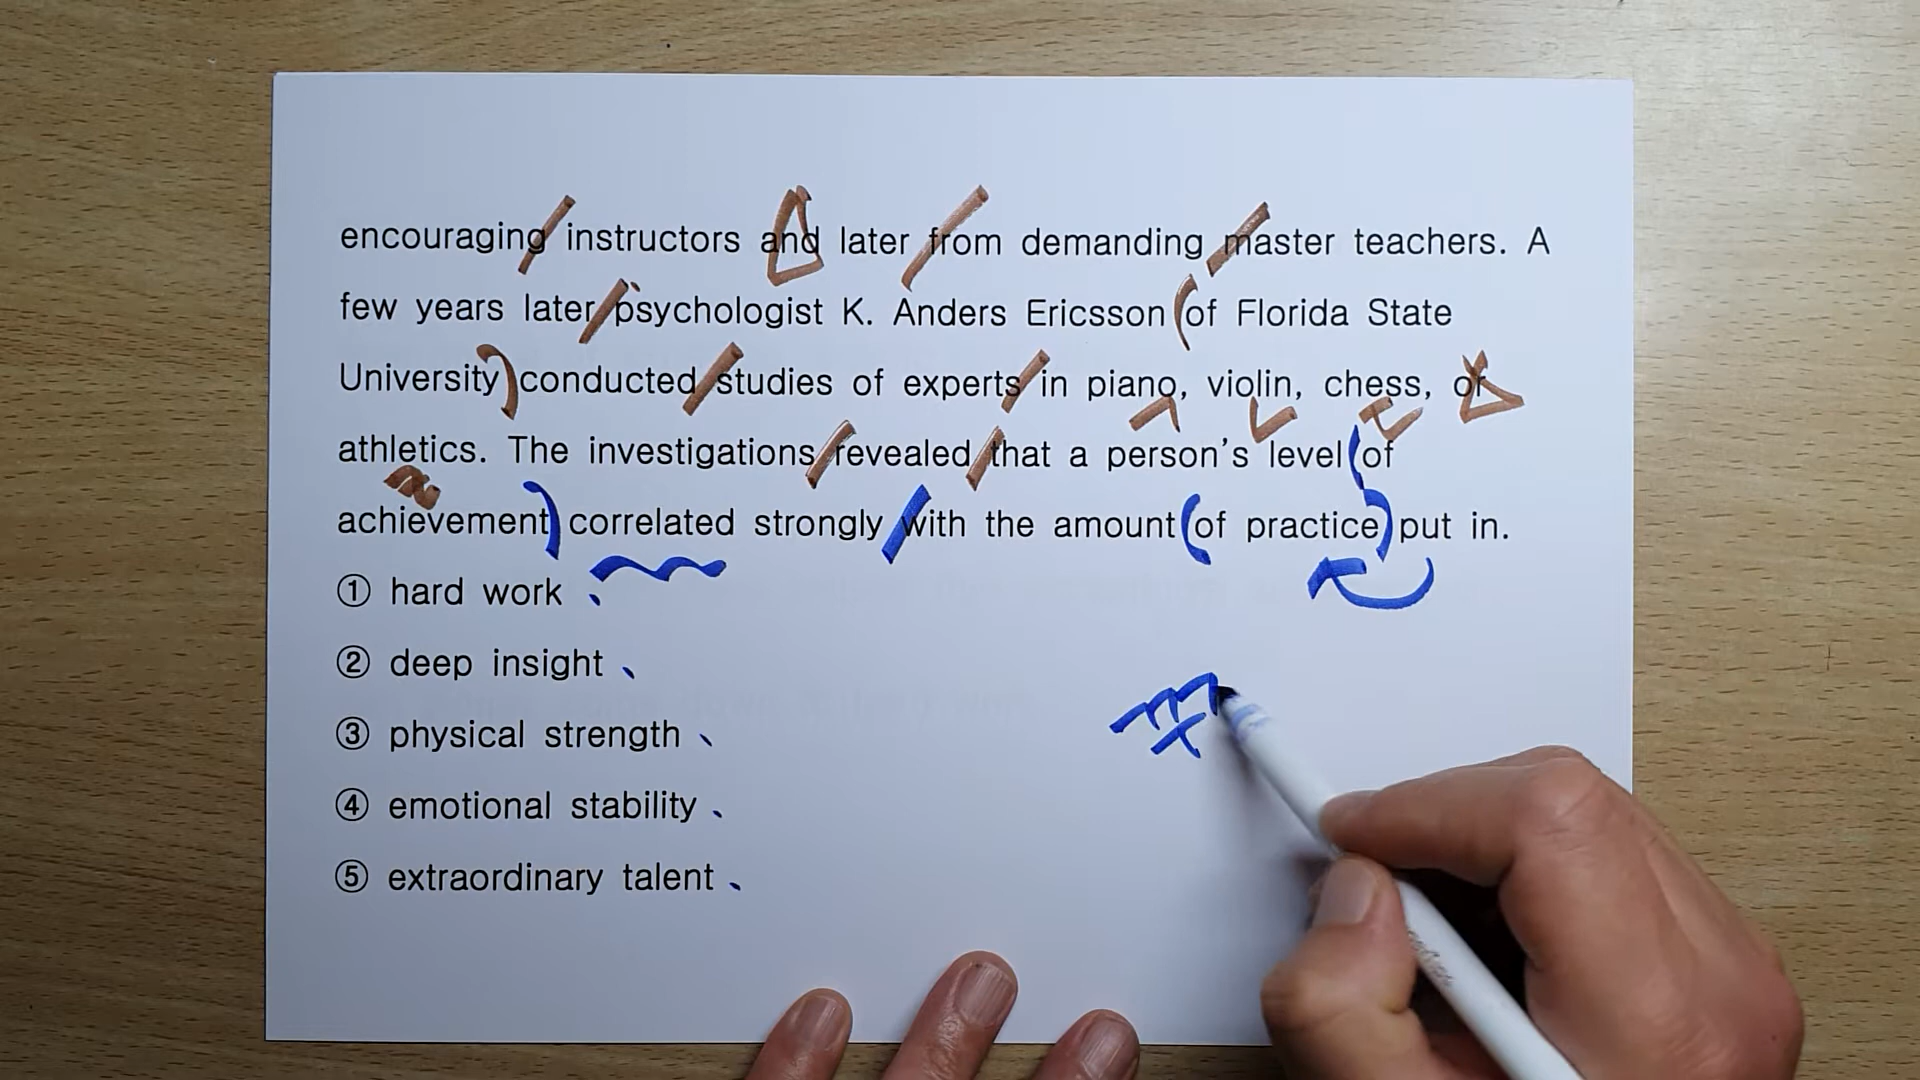 encouraging instructors and later from demanding master teachers. A
few years later psychologist K. Anders Ericsson of Florida State
University conducted studies of experts in piano, violin, chess, or
athletics. The investigations revealed that a person's level of
achievement correlated strongly with the amount of practice put in.
① hard work
② deep insight
③ physical strength
④ emotional stability
⑤ extraordinary talent